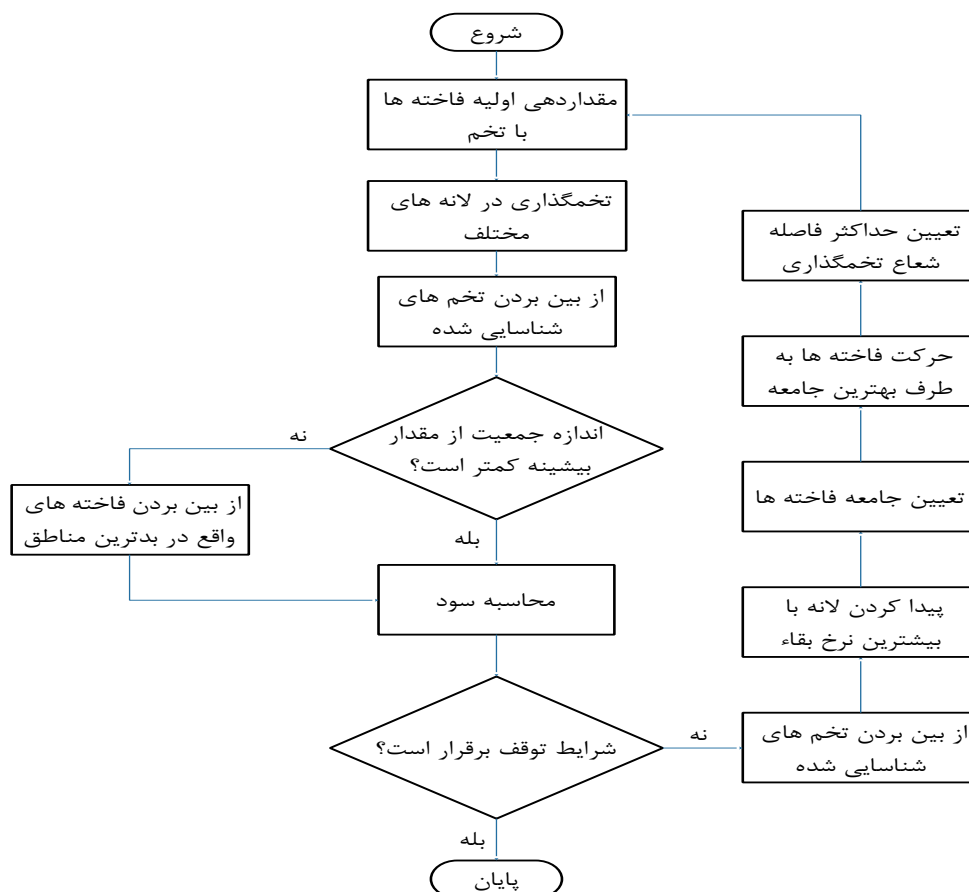 شروع
مقداردهی اولیه فاخته ها
با تخم
تخمگذاری در لانه های
مختلف
از بین بردن تخم های
شناسایی شده
اندازه جمعیت از مقدار
بیشینه کمتر است؟
نه
از بین بردن فاخته های
واقع در بدترین مناطق
بله
محاسبه سود
شرایط توقف برقرار است؟
نه
از بین بردن تخم های
شناسایی شده
پیدا کردن لانه با
بیشترین نرخ بقاء
تعیین جامعه فاخته ها
حرکت فاخته ها به
طرف بهترین جامعه
تعیین حداکثر فاصله
شعاع تخمگذاری
بله
پایان